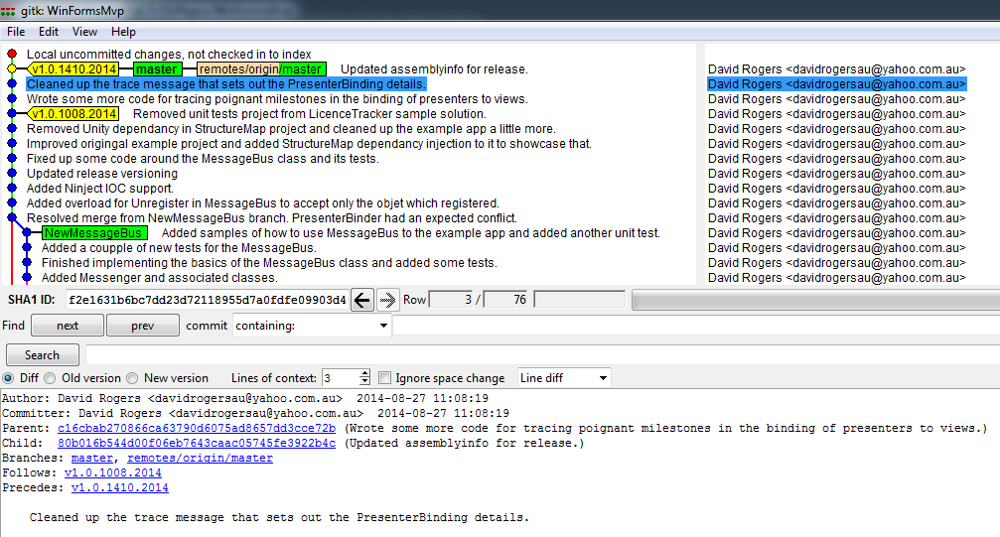 gitk: WinFormsMvp
File Edit View Help
Local uncommitted changes, not checked in to index
v1.0.1410.2014 master remotes/origin/master Updated assemblyinfo for release. David Rogers <davidrogersau@yahoo.com.au>
Cleaned up the trace message that sets out the PresenterBinding details. David Rogers <davidrogersau@yahoo.com.au>
Wrote some more code for tracing poignant milestones in the binding of presenters to views. David Rogers <davidrogersau@yahoo.com.au>
v1.0.1008.2014 Removed unit tests project from LicenceTracker sample solution. David Rogers <davidrogersau@yahoo.com.au>
Removed Unity dependency in StructureMap project and cleaned up the example app a little more. David Rogers <davidrogersau@yahoo.com.au>
Improved origingal example project and added StructureMap dependancy injection to it to showcase that. David Rogers <davidrogersau@yahoo.com.au>
Fixed up some code around the MessageBus class and its tests. David Rogers <davidrogersau@yahoo.com.au>
Updated release versioning David Rogers <davidrogersau@yahoo.com.au>
Added Ninject IOC support. David Rogers <davidrogersau@yahoo.com.au>
Added overload for Unregister in MessageBus to accept only the objet which registered. David Rogers <davidrogersau@yahoo.com.au>
Resolved merge from NewMessageBus branch. PresenterBinder had an expected conflict. David Rogers <davidrogersau@yahoo.com.au>
NewMessageBus Added samples of how to use MessageBus to the example app and added another unit test. David Rogers <davidrogersau@yahoo.com.au>
Added a coupple of new tests for the MessageBus. David Rogers <davidrogersau@yahoo.com.au>
Finished implementing the basics of the MessageBus class and added some tests. David Rogers <davidrogersau@yahoo.com.au>
Added Messenger and associated classes. David Rogers <davidrogersau@yahoo.com.au>
SHA1 ID: f2e1631b6bc7dd23d72118955d7a0fdfe09903d4 Row 3 / 76
Find next prev commit containing:
Search
Diff Old version New version Lines of context: 3 Ignore space change Line diff
Author: David Rogers <davidrogersau@yahoo.com.au> 2014-08-27 11:08:19
Committer: David Rogers <davidrogersau@yahoo.com.au> 2014-08-27 11:08:19
Parent: c16cbab270866ca63790d6075ad8657dd3cce72b (Wrote some more code for tracing poignant milestones in the binding of presenters to views.)
Child: 80b016b544d00f06eb7643caac05745fe3922b4c (Updated assemblyinfo for release.)
Branches: master, remotes/origin/master
Follows: v1.0.1008.2014
Precedes: v1.0.1410.2014
Cleaned up the trace message that sets out the PresenterBinding details.